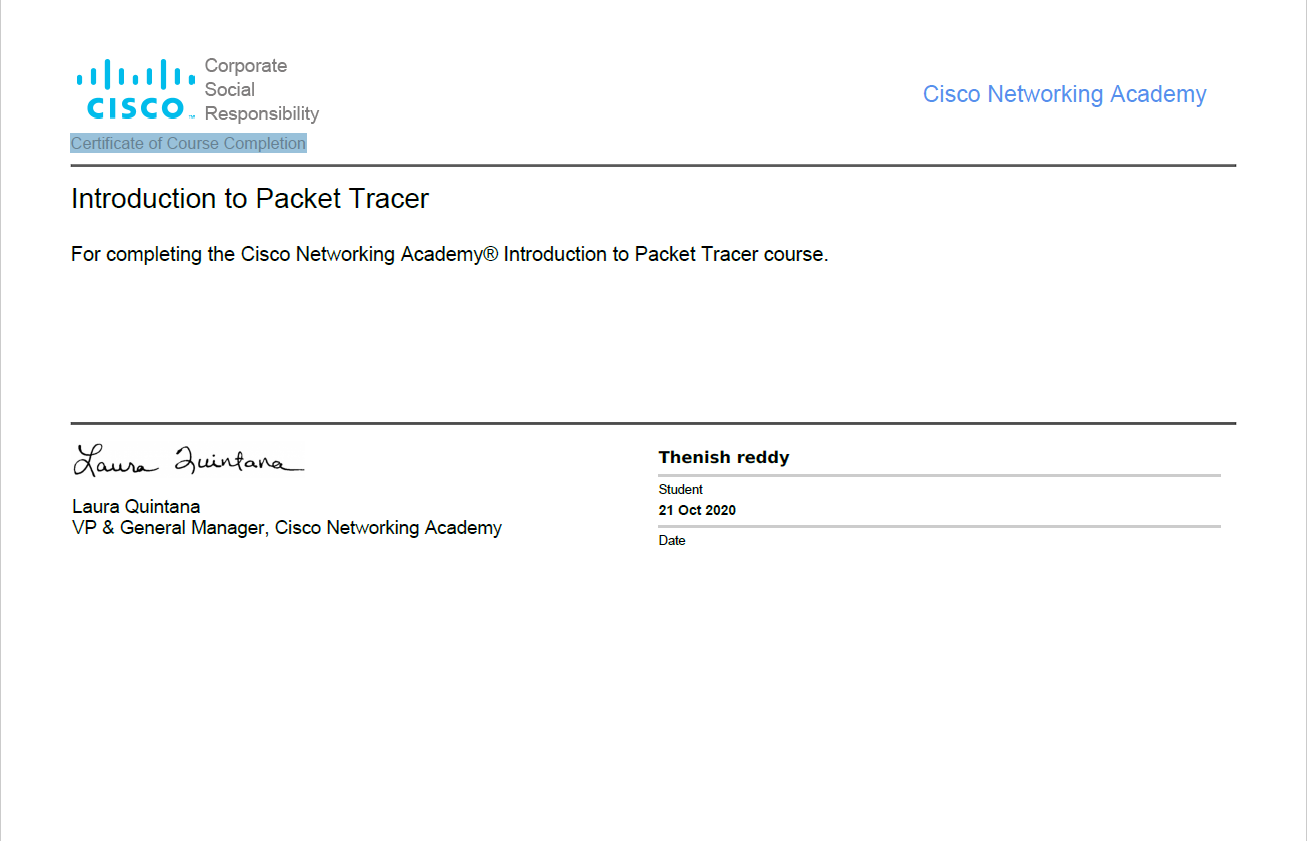 Corporate
Social
Responsibility
CISCO™
Cisco Networking Academy
Certificate of Course Completion
Introduction to Packet Tracer
For completing the Cisco Networking Academy® Introduction to Packet Tracer course.
Laura Quintana
Laura Quintana
VP & General Manager, Cisco Networking Academy
Thenish reddy
Student
21 Oct 2020
Date